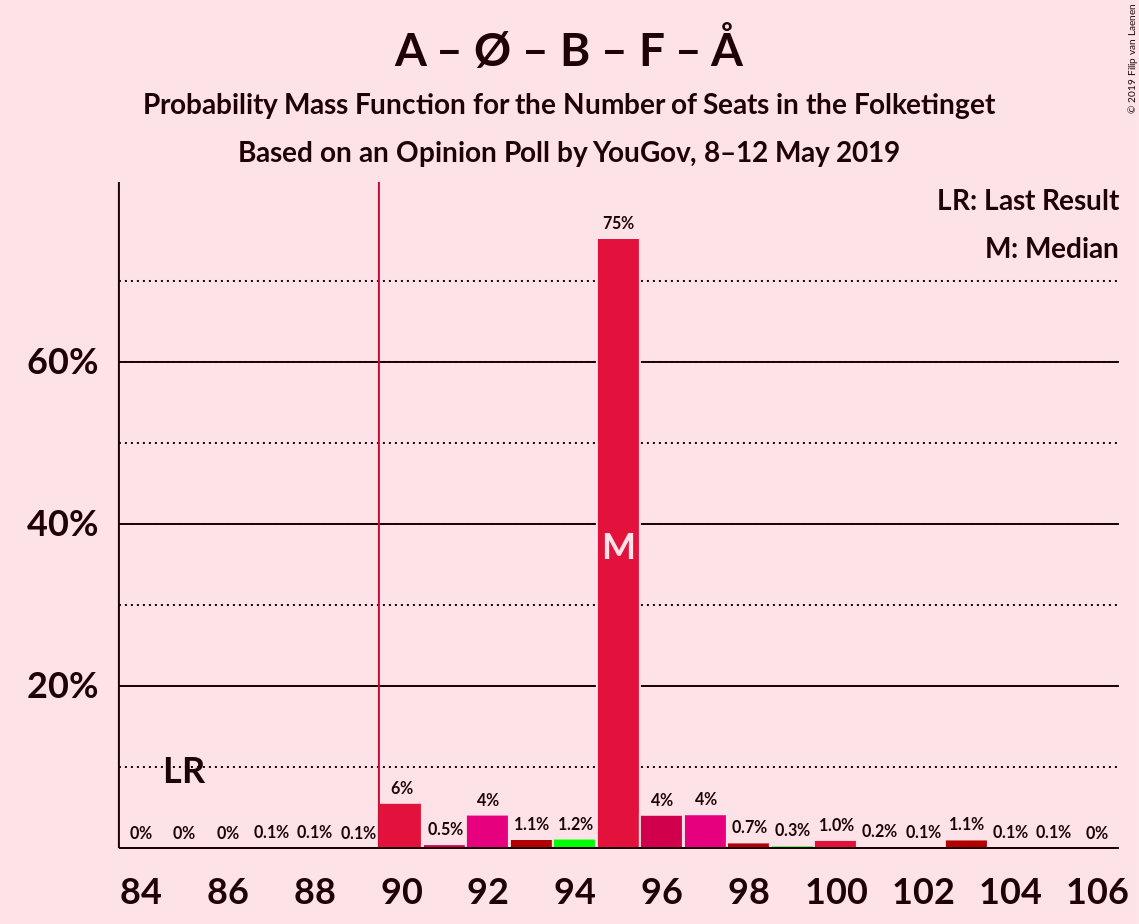 A – Ø – B – F – Å
Probability Mass Function for the Number of Seats in the Folketinget
Based on an Opinion Poll by YouGov, 8–12 May 2019
© 2019 Filip van Laenen
LR: Last Result
M: Median
60%
40%
20%
LR
M
0% 0% 0% 0.1% 0.1% 0.1% 6% 0.5% 4% 1.1% 1.2% 75% 4% 4% 0.7% 0.3% 1.0% 0.2% 0.1% 1.1% 0.1% 0.1% 0%
84 86 88 90 92 94 96 98 100 102 104 106